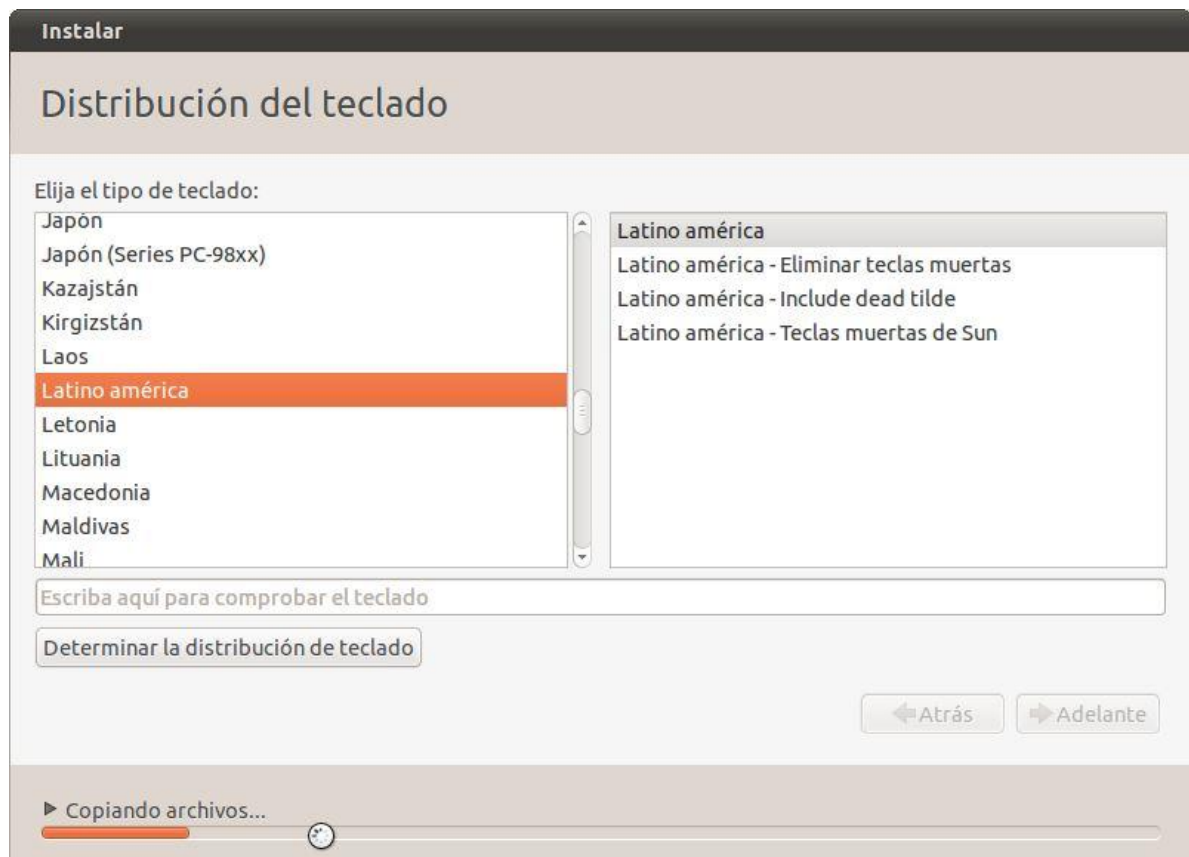 Instalar
Distribución del teclado
Elija el tipo de teclado:
Japón
Japón (Series PC-98xx)
Kazajstán
Kirgizstán
Laos
Latino américa
Letonia
Lituania
Macedonia
Maldivas
Mali
Latino américa
Latino américa - Eliminar teclas muertas
Latino américa - Include dead tilde
Latino américa - Teclas muertas de Sun
Escriba aquí para comprobar el teclado
Determinar la distribución de teclado
Atrás
Adelante
Copiando archivos...